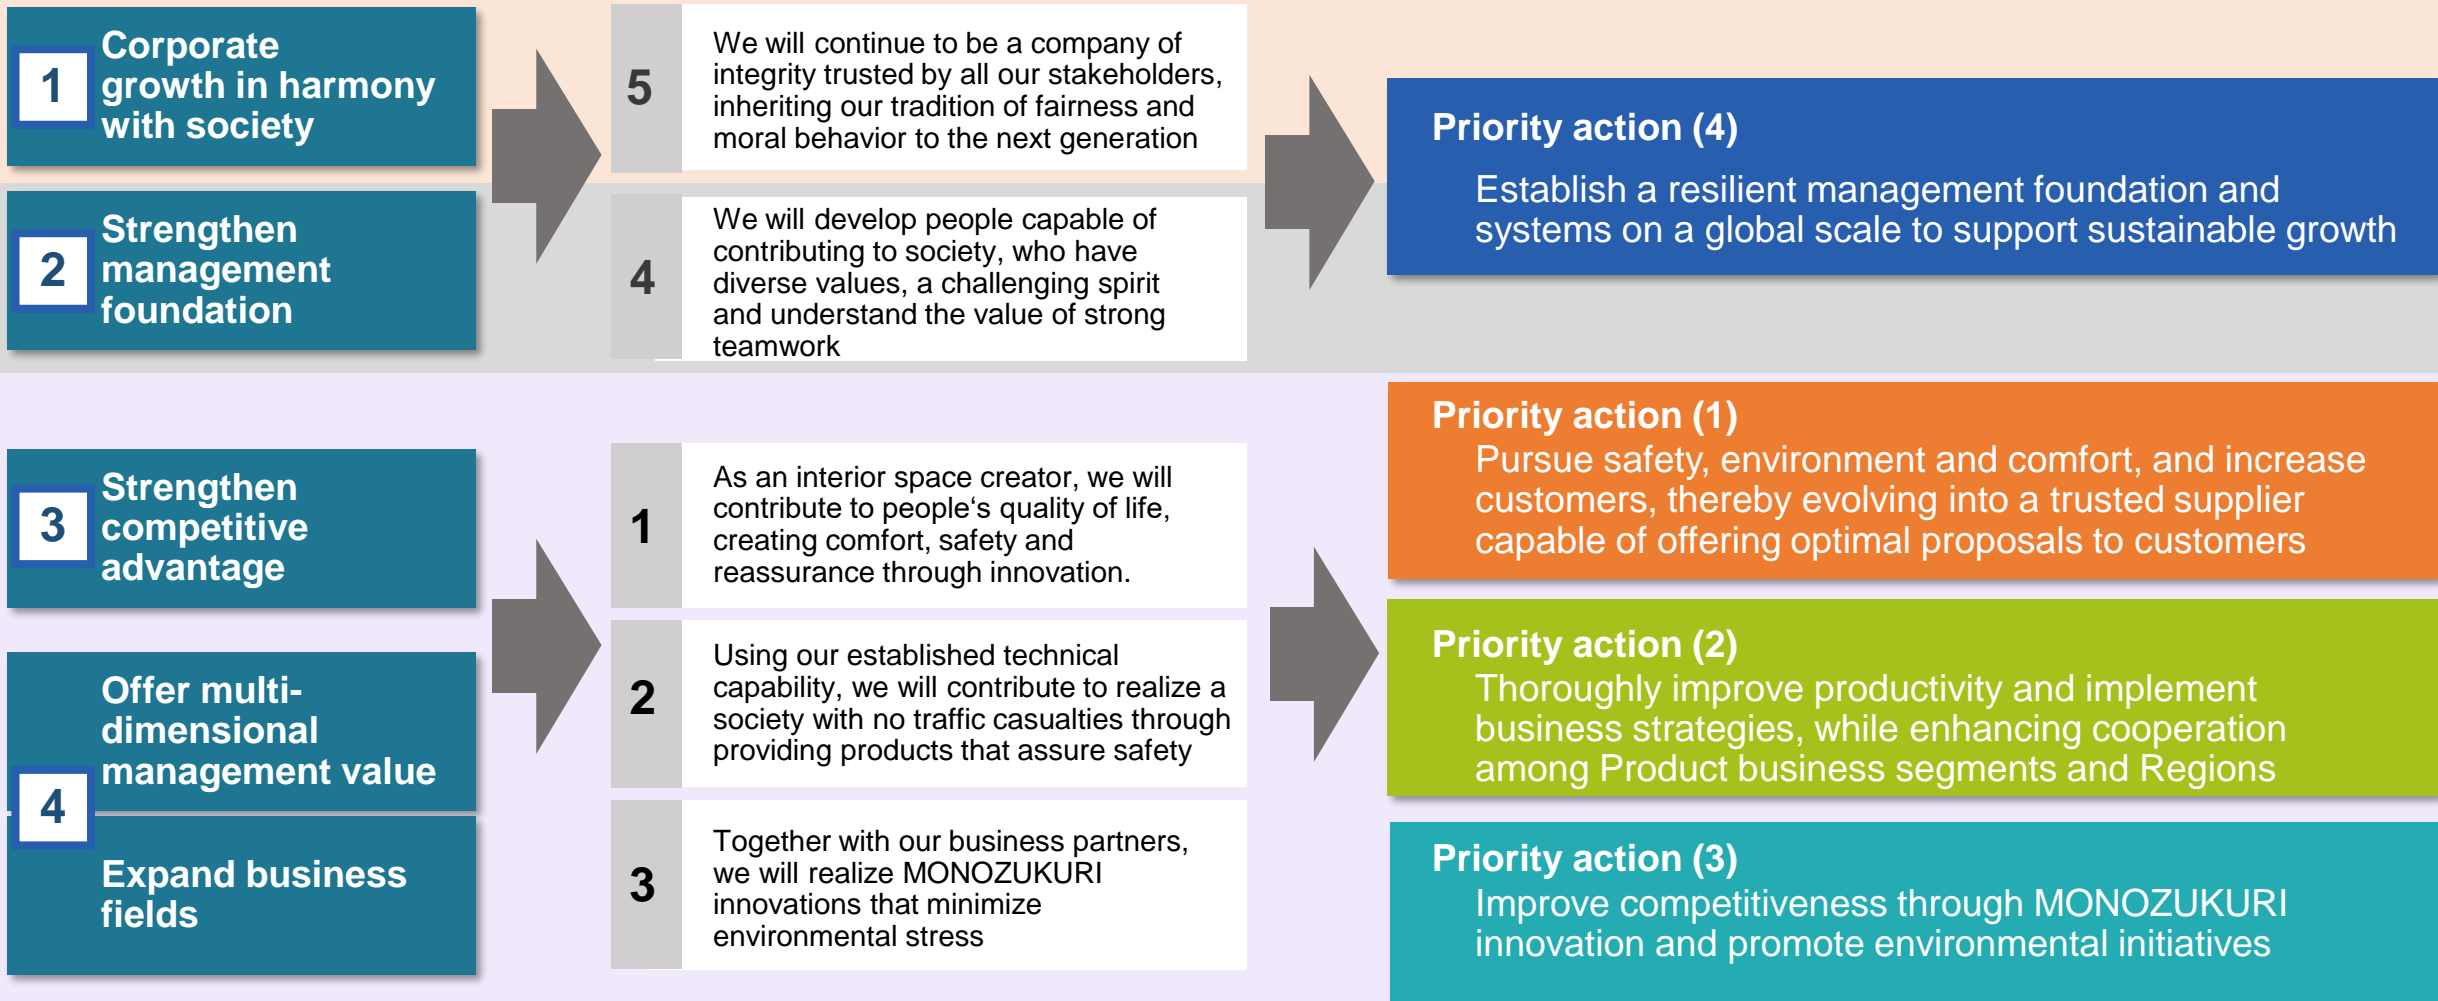 1
Corporate
growth in harmony
with society
2
Strengthen
management
foundation
5
We will continue to be a company of
integrity trusted by all our stakeholders,
inheriting our tradition of fairness and
moral behavior to the next generation
4
We will develop people capable of
contributing to society, who have
diverse values, a challenging spirit
and understand the value of strong
teamwork
Priority action (4)
Establish a resilient management foundation and
systems on a global scale to support sustainable growth
3
Strengthen
competitive
advantage
4
Offer multi-
dimensional
management value
Expand business
fields
1
As an interior space creator, we will
contribute to people‘s quality of life,
creating comfort, safety and
reassurance through innovation.
2
Using our established technical
capability, we will contribute to realize a
society with no traffic casualties through
providing products that assure safety
3
Together with our business partners,
we will realize MONOZUKURI
innovations that minimize
environmental stress
Priority action (1)
Pursue safety, environment and comfort, and increase
customers, thereby evolving into a trusted supplier
capable of offering optimal proposals to customers
Priority action (2)
Thoroughly improve productivity and implement
business strategies, while enhancing cooperation
among Product business segments and Regions
Priority action (3)
Improve competitiveness through MONOZUKURI
innovation and promote environmental initiatives